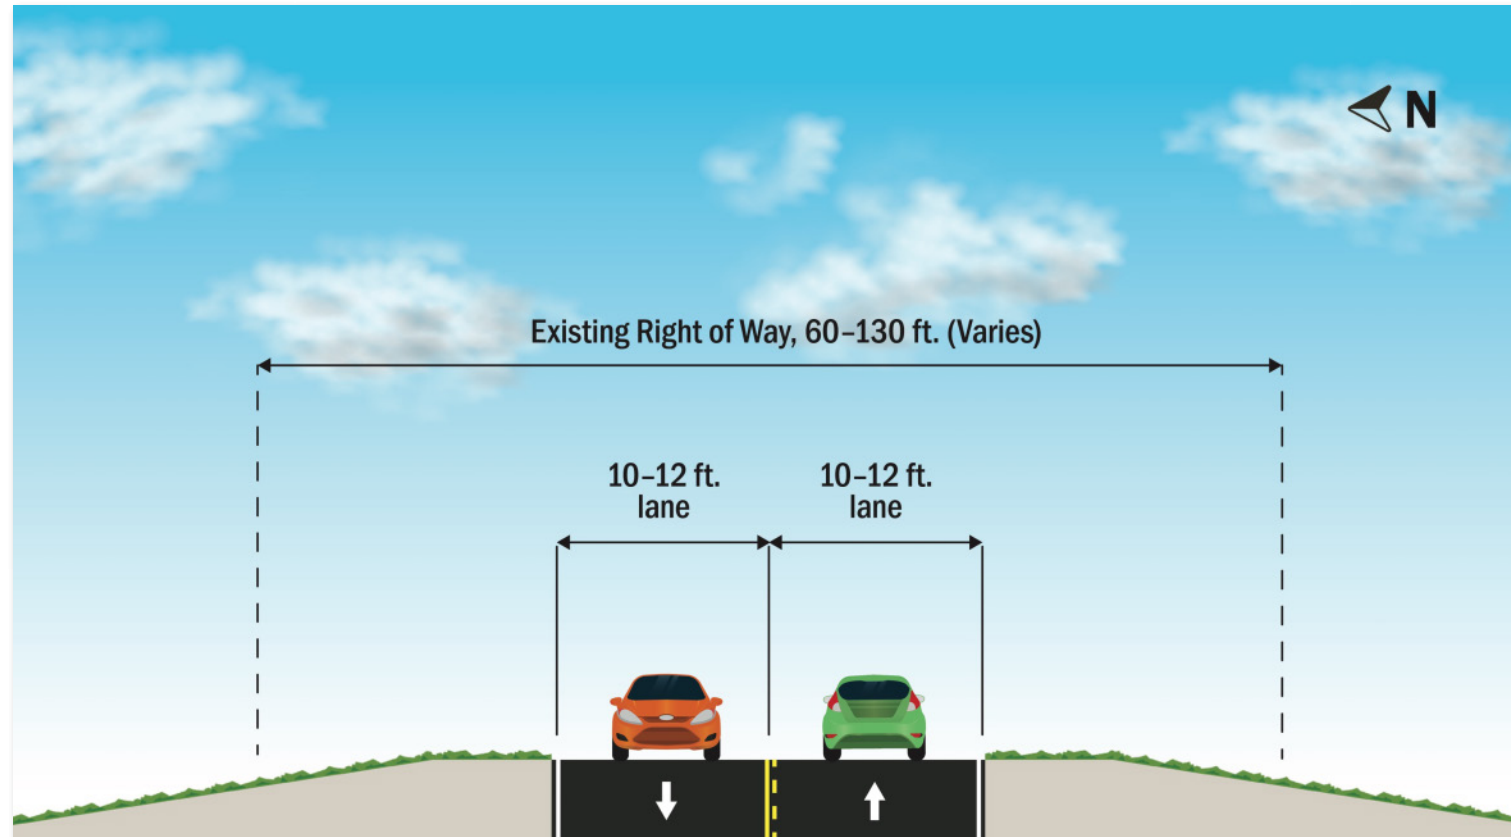 N
Existing Right of Way, 60–130 ft. (Varies)
10–12 ft.
lane
10–12 ft.
lane